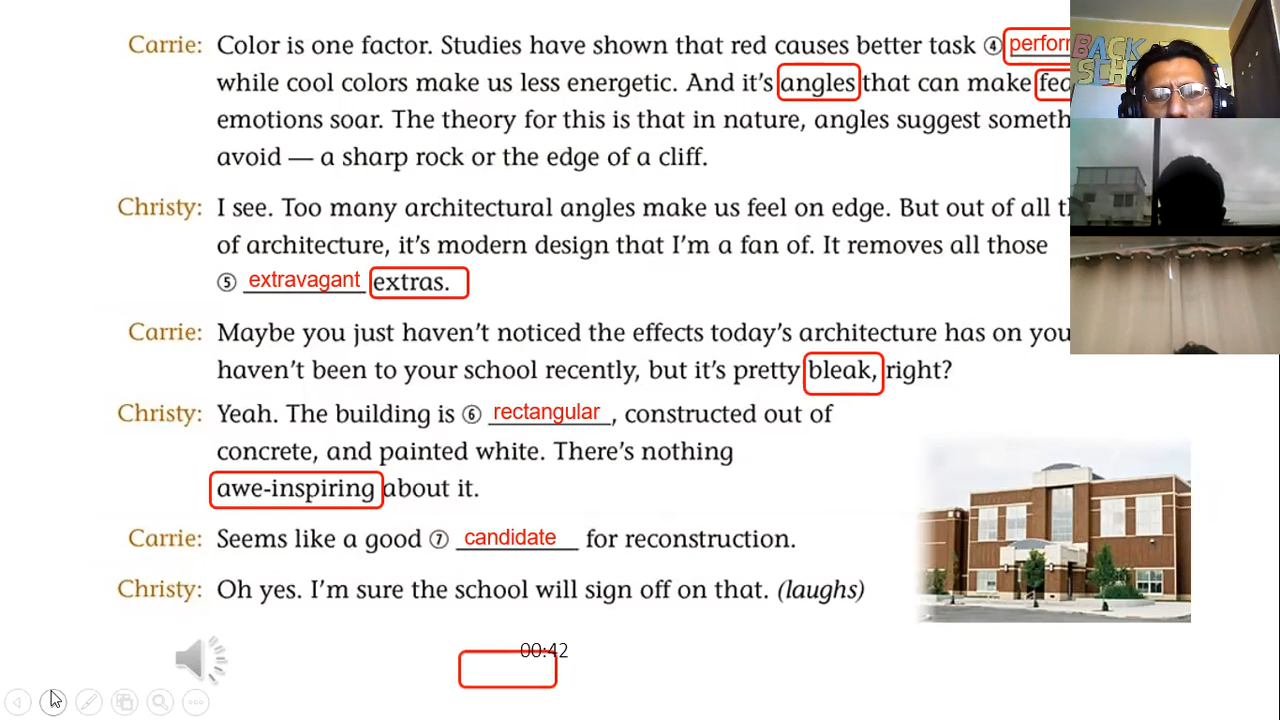 Carrie: Color is one factor. Studies have shown that red causes better task ④
while cool colors make us less energetic. And it's angles that can make
emotions soar. The theory for this is that in nature, angles suggest
avoid — a sharp rock or the edge of a cliff.
Christy: I see. Too many architectural angles make us feel on edge. But out of all
of architecture, it's modern design that I'm a fan of. It removes all those
⑤ extravagant extras.
Carrie: Maybe you just haven't noticed the effects today's architecture has on you
haven't been to your school recently, but it's pretty bleak, right?
Christy: Yeah. The building is ⑥ rectangular, constructed out of
concrete, and painted white. There's nothing
awe-inspiring about it.
Carrie: Seems like a good ⑦ candidate for reconstruction.
Christy: Oh yes. I'm sure the school will sign off on that. (laughs)
00:42
BACK